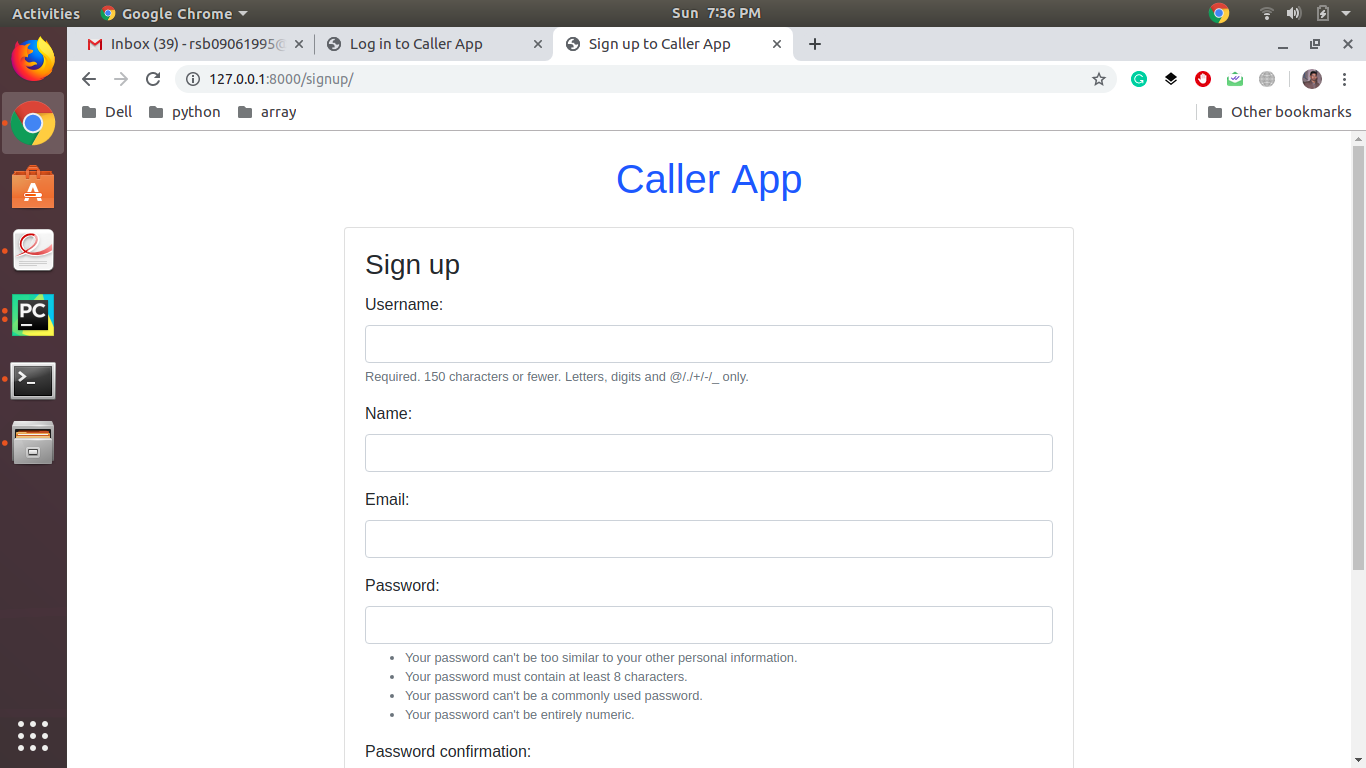 Activities Google Chrome Sun 7:36 PM
Inbox (39) - rsb09061995@ Log in to Caller App Sign up to Caller App
127.0.0.1:8000/signup/
Dell python array Other bookmarks
Caller App
Sign up
Username:
Required. 150 characters or fewer. Letters, digits and @/./+/-/_ only.
Name:
Email:
Password:
Your password can't be too similar to your other personal information.
Your password must contain at least 8 characters.
Your password can't be a commonly used password.
Your password can't be entirely numeric.
Password confirmation:
PC